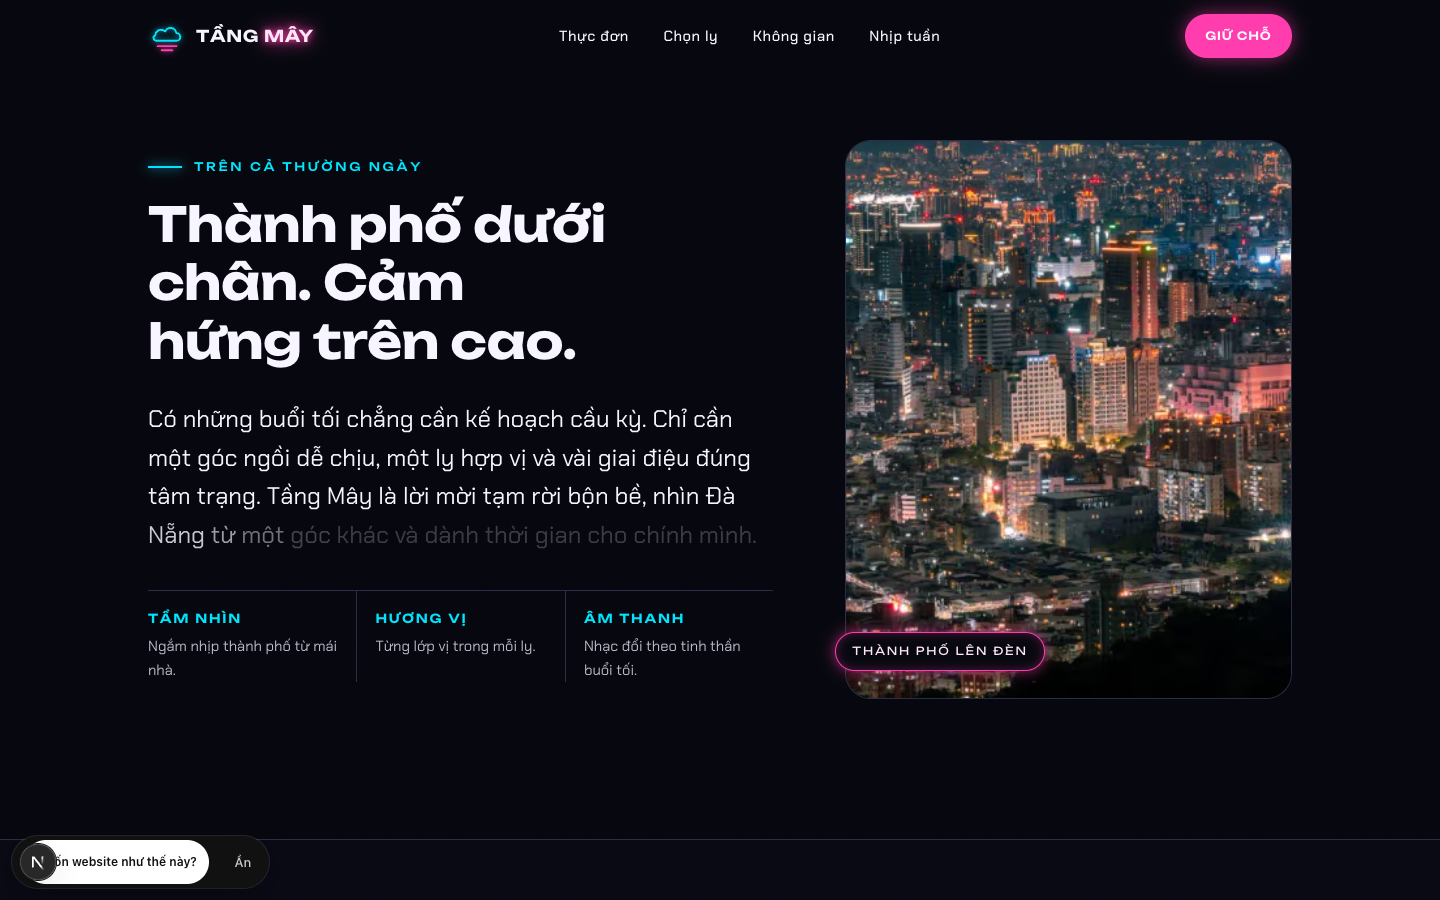 TẦNG MÂY
Thực đơn
Chọn ly
Không gian
Nhịp tuần
GIỮ CHỖ
TRÊN CẢ THƯỜNG NGÀY
Thành phố dưới
chân. Cảm
hứng trên cao.
Có những buổi tối chẳng cần kế hoạch cầu kỳ. Chỉ cần
một góc ngồi dễ chịu, một ly hợp vị và vài giai điệu đúng
tâm trạng. Tầng Mây là lời mời tạm rời bộn bề, nhìn Đà
Nẵng từ một góc khác và dành thời gian cho chính mình.
TẦM NHÌN
Ngắm nhịp thành phố từ mái
nhà.
HƯƠNG VỊ
Từng lớp vị trong mỗi ly.
ÂM THANH
Nhạc đổi theo tinh thần
buổi tối.
THÀNH PHỐ LÊN ĐÈN
N
website như thế này?
Ẩn